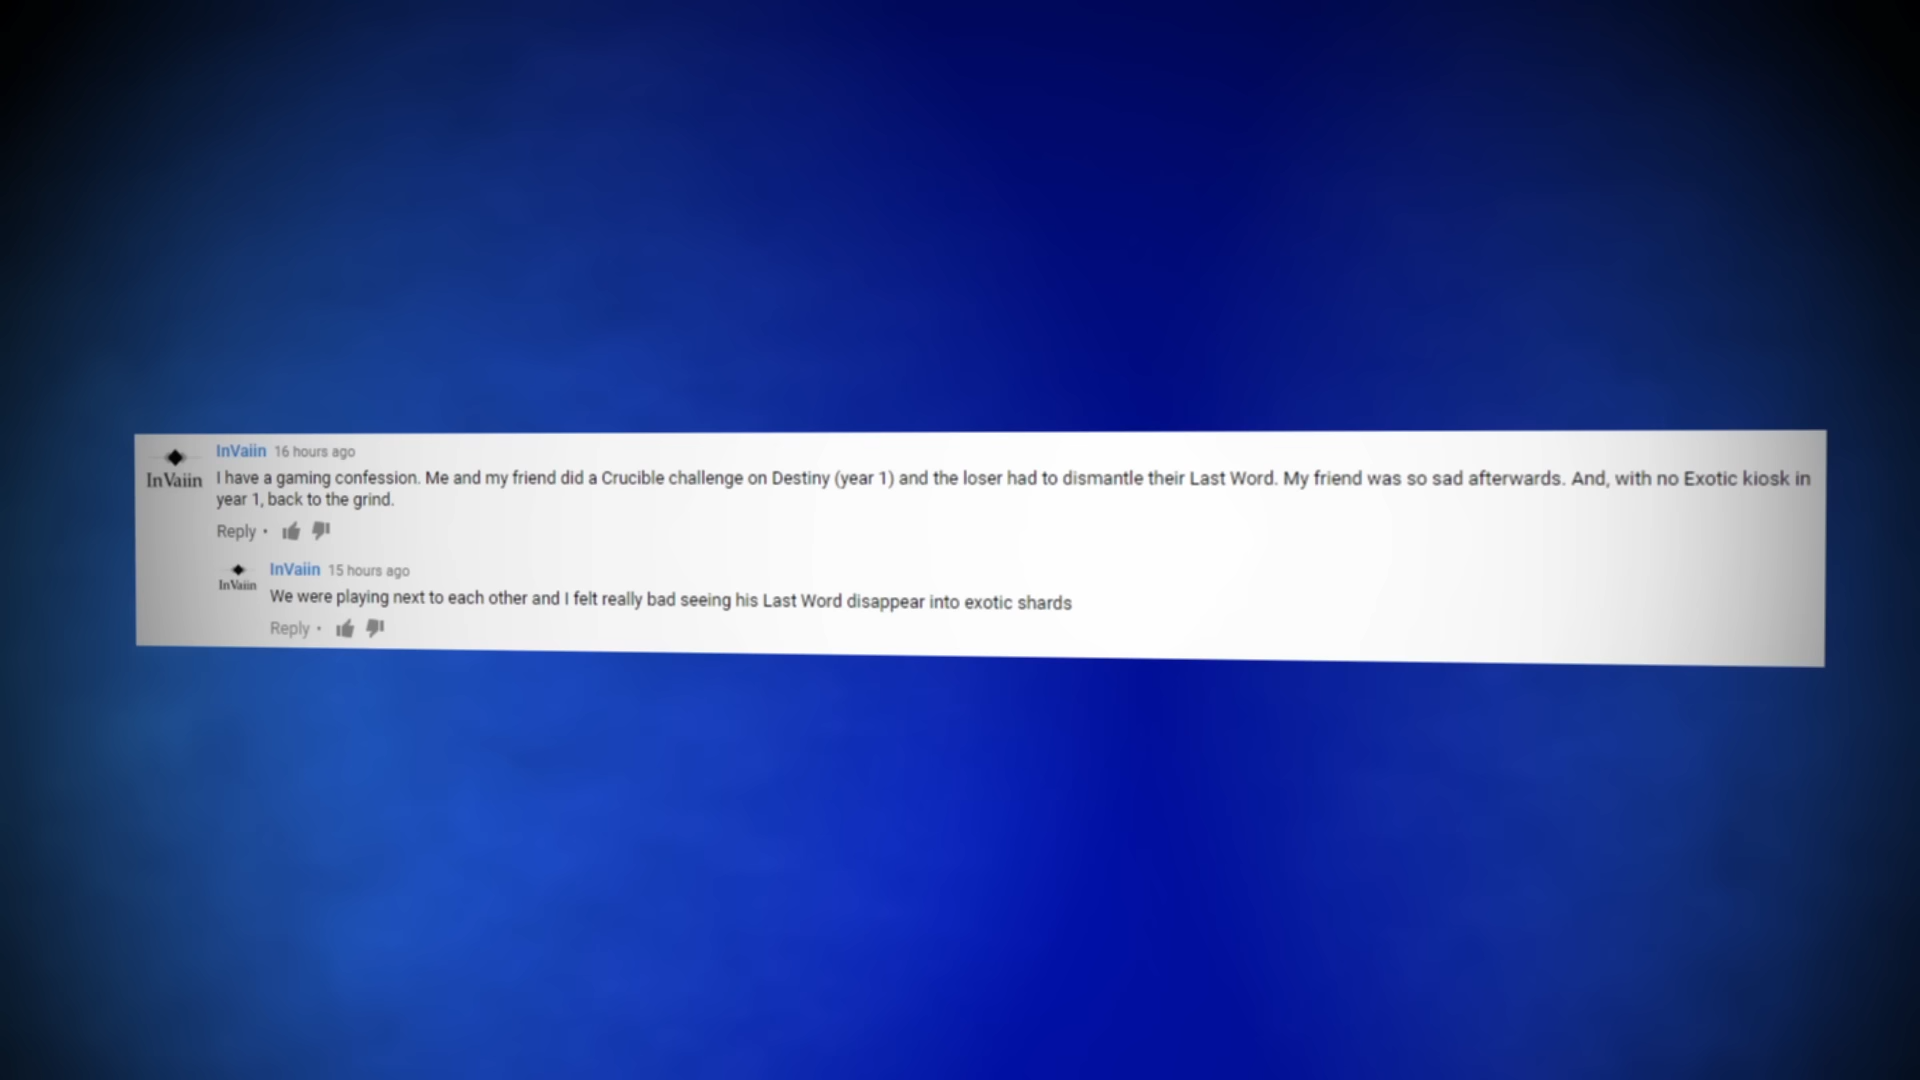 InVaiin 16 hours ago
InVaiin
I have a gaming confession. Me and my friend did a Crucible challenge on Destiny (year 1) and the loser had to dismantle their Last Word. My friend was so sad afterwards. And, with no Exotic kiosk in
year 1, back to the grind.
Reply •
InVaiin 15 hours ago
InVaiin
We were playing next to each other and I felt really bad seeing his Last Word disappear into exotic shards
Reply •